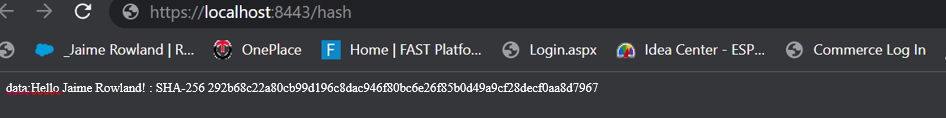 https://localhost:8443/hash
_Jaime Rowland | R... OnePlace F Home | FAST Platfo... Login.aspx Idea Center - ESP... Commerce Log In
data:Hello Jaime Rowland! : SHA-256 292b68c22a80cb99d196c8dac946f80bc6e26f85b0d49a9cf28decf0aa8d7967